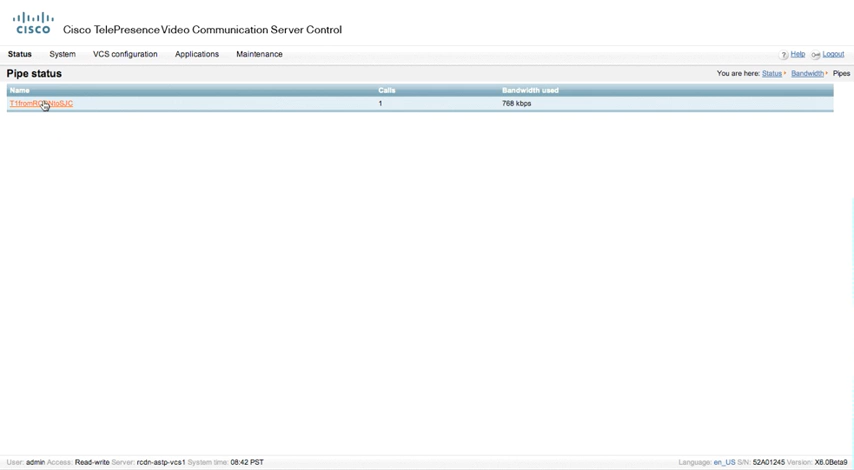 CISCO Cisco TelePresence Video Communication Server Control
Status System VCS configuration Applications Maintenance Help Logout
Pipe status You are here: Status Bandwidth Pipes
Name Calls Bandwidth used
1 768 kbps
User: admin Access: Read-write Server: rcdn-astp-vcs1 System time: 08:42 PST Language: en_US S/N: 52A01245 Version: X6.0Beta9